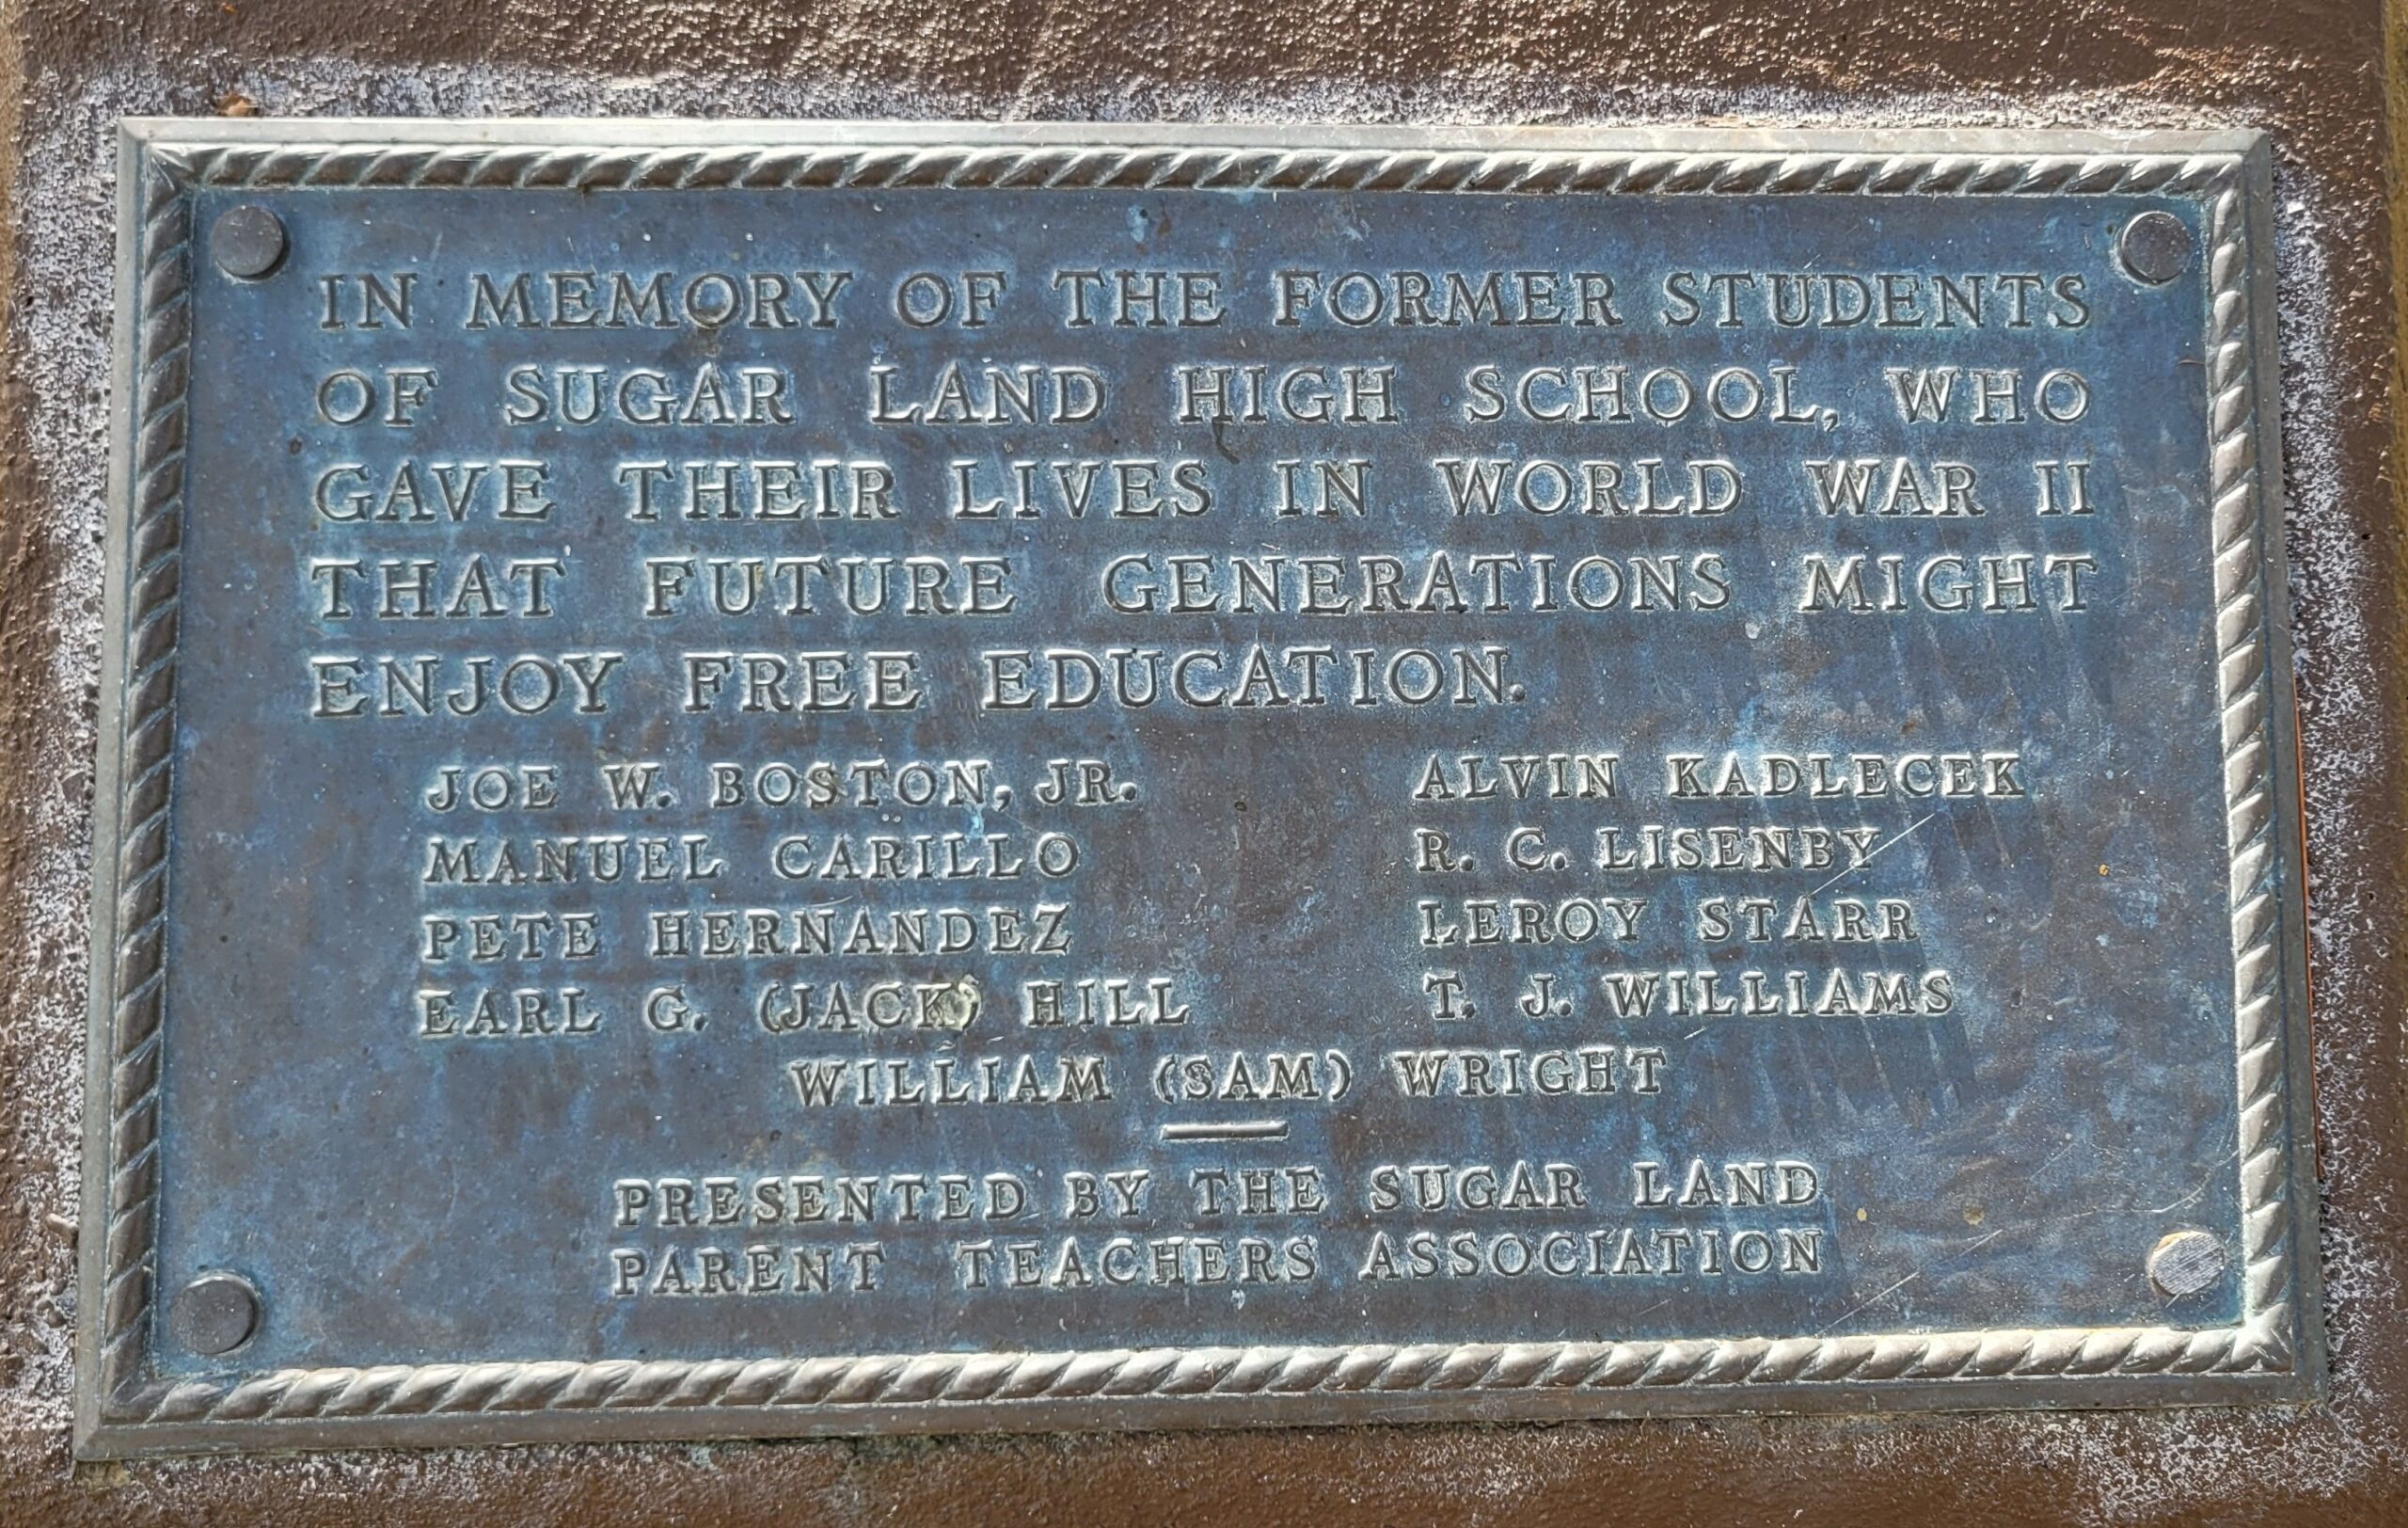 IN MEMORY OF THE FORMER STUDENTS
OF SUGAR LAND HIGH SCHOOL, WHO
GAVE THEIR LIVES IN WORLD WAR II
THAT FUTURE GENERATIONS MIGHT
ENJOY FREE EDUCATION.
JOE W. BOSTON, JR.
MANUEL CARILLO
PETE HERNANDEZ
EARL G. (JACK) HILL
ALVIN KADLECEK
R. C. LISENBY
LEROY STARR
T. J. WILLIAMS
WILLIAM (SAM) WRIGHT
PRESENTED BY THE SUGAR LAND
PARENT TEACHERS ASSOCIATION